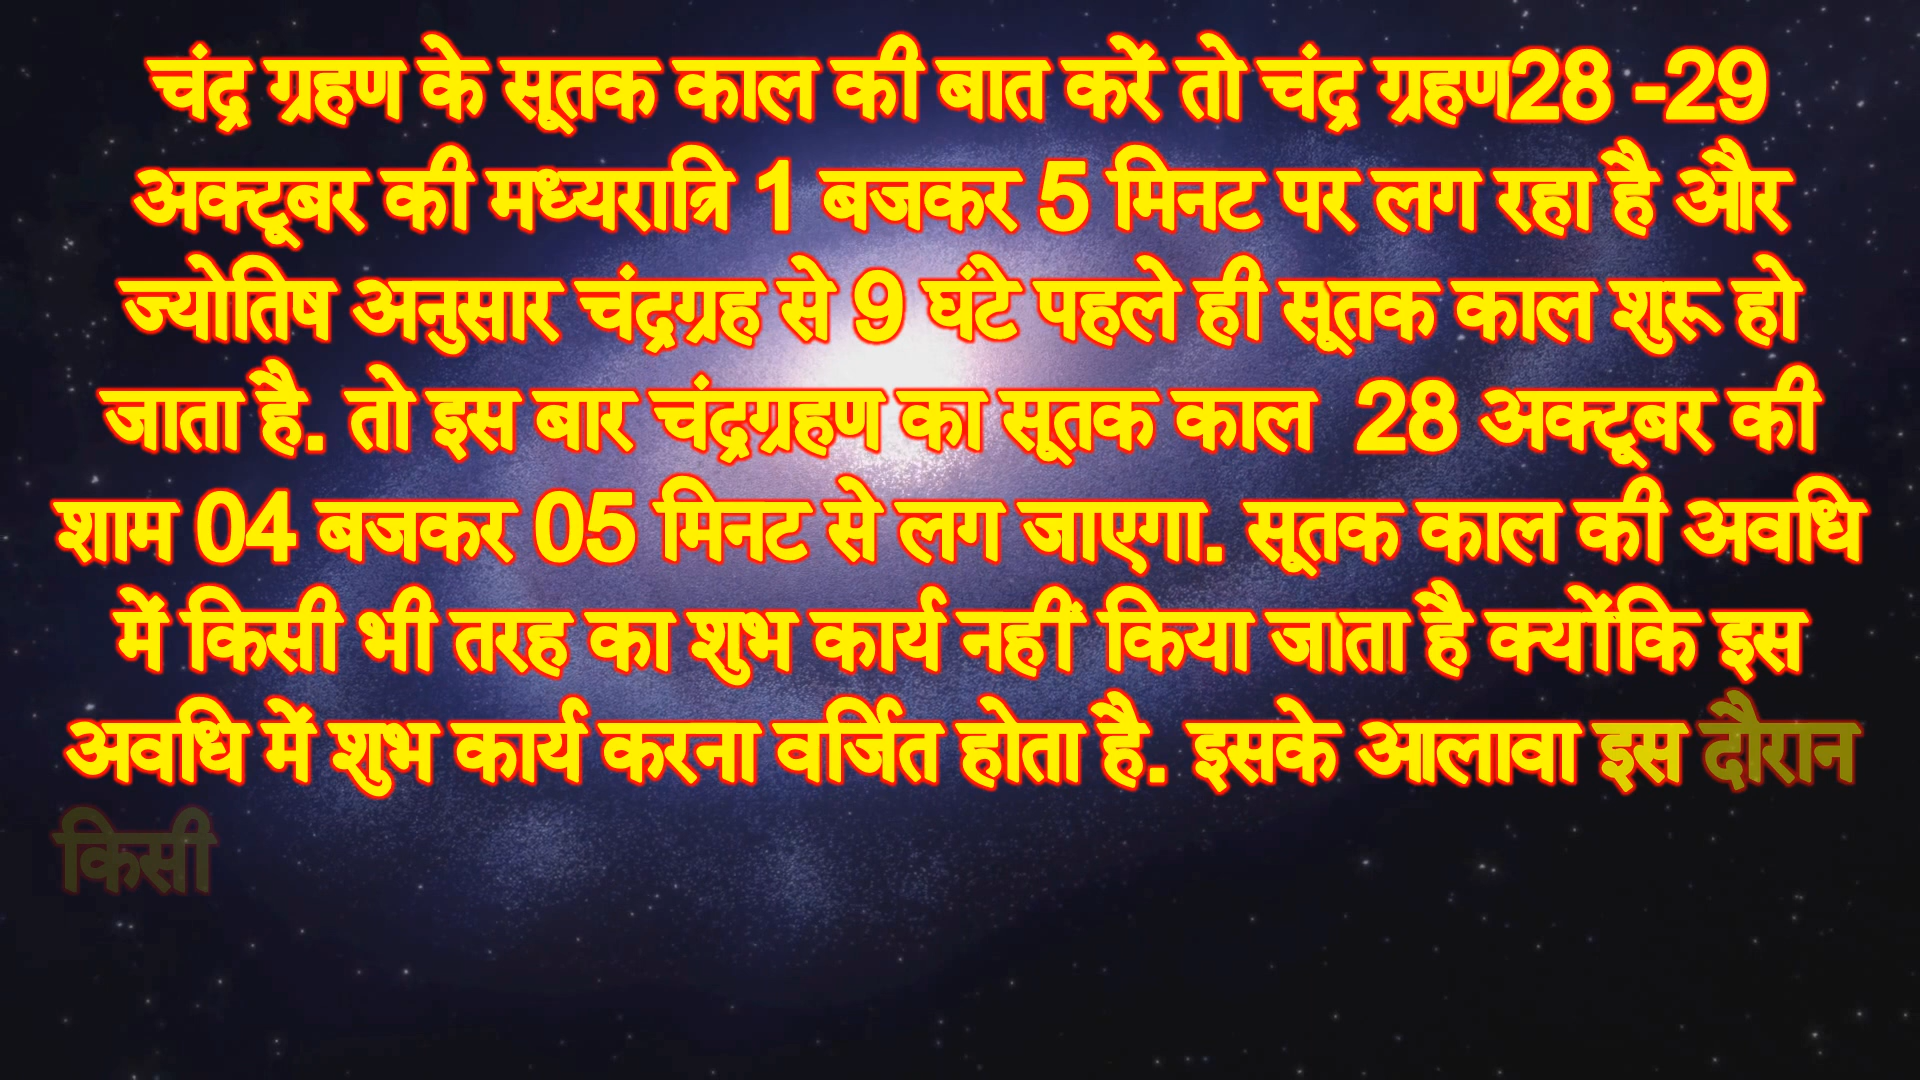 चंद्र ग्रहण के सूतक काल की बात करें तो चंद्र ग्रहण28 -29
अक्टूबर की मध्यरात्रि 1 बजकर 5 मिनट पर लग रहा है और
ज्योतिष अनुसार चंद्रग्रह से 9 घंटे पहले ही सूतक काल शुरू हो
जाता है. तो इस बार चंद्रग्रहण का सूतक काल 28 अक्टूबर की
शाम 04 बजकर 05 मिनट से लग जाएगा. सूतक काल की अवधि
में किसी भी तरह का शुभ कार्य नहीं किया जाता है क्योंकि इस
अवधि में शुभ कार्य करना वर्जित होता है. इसके आलावा इस दौरान
किसी